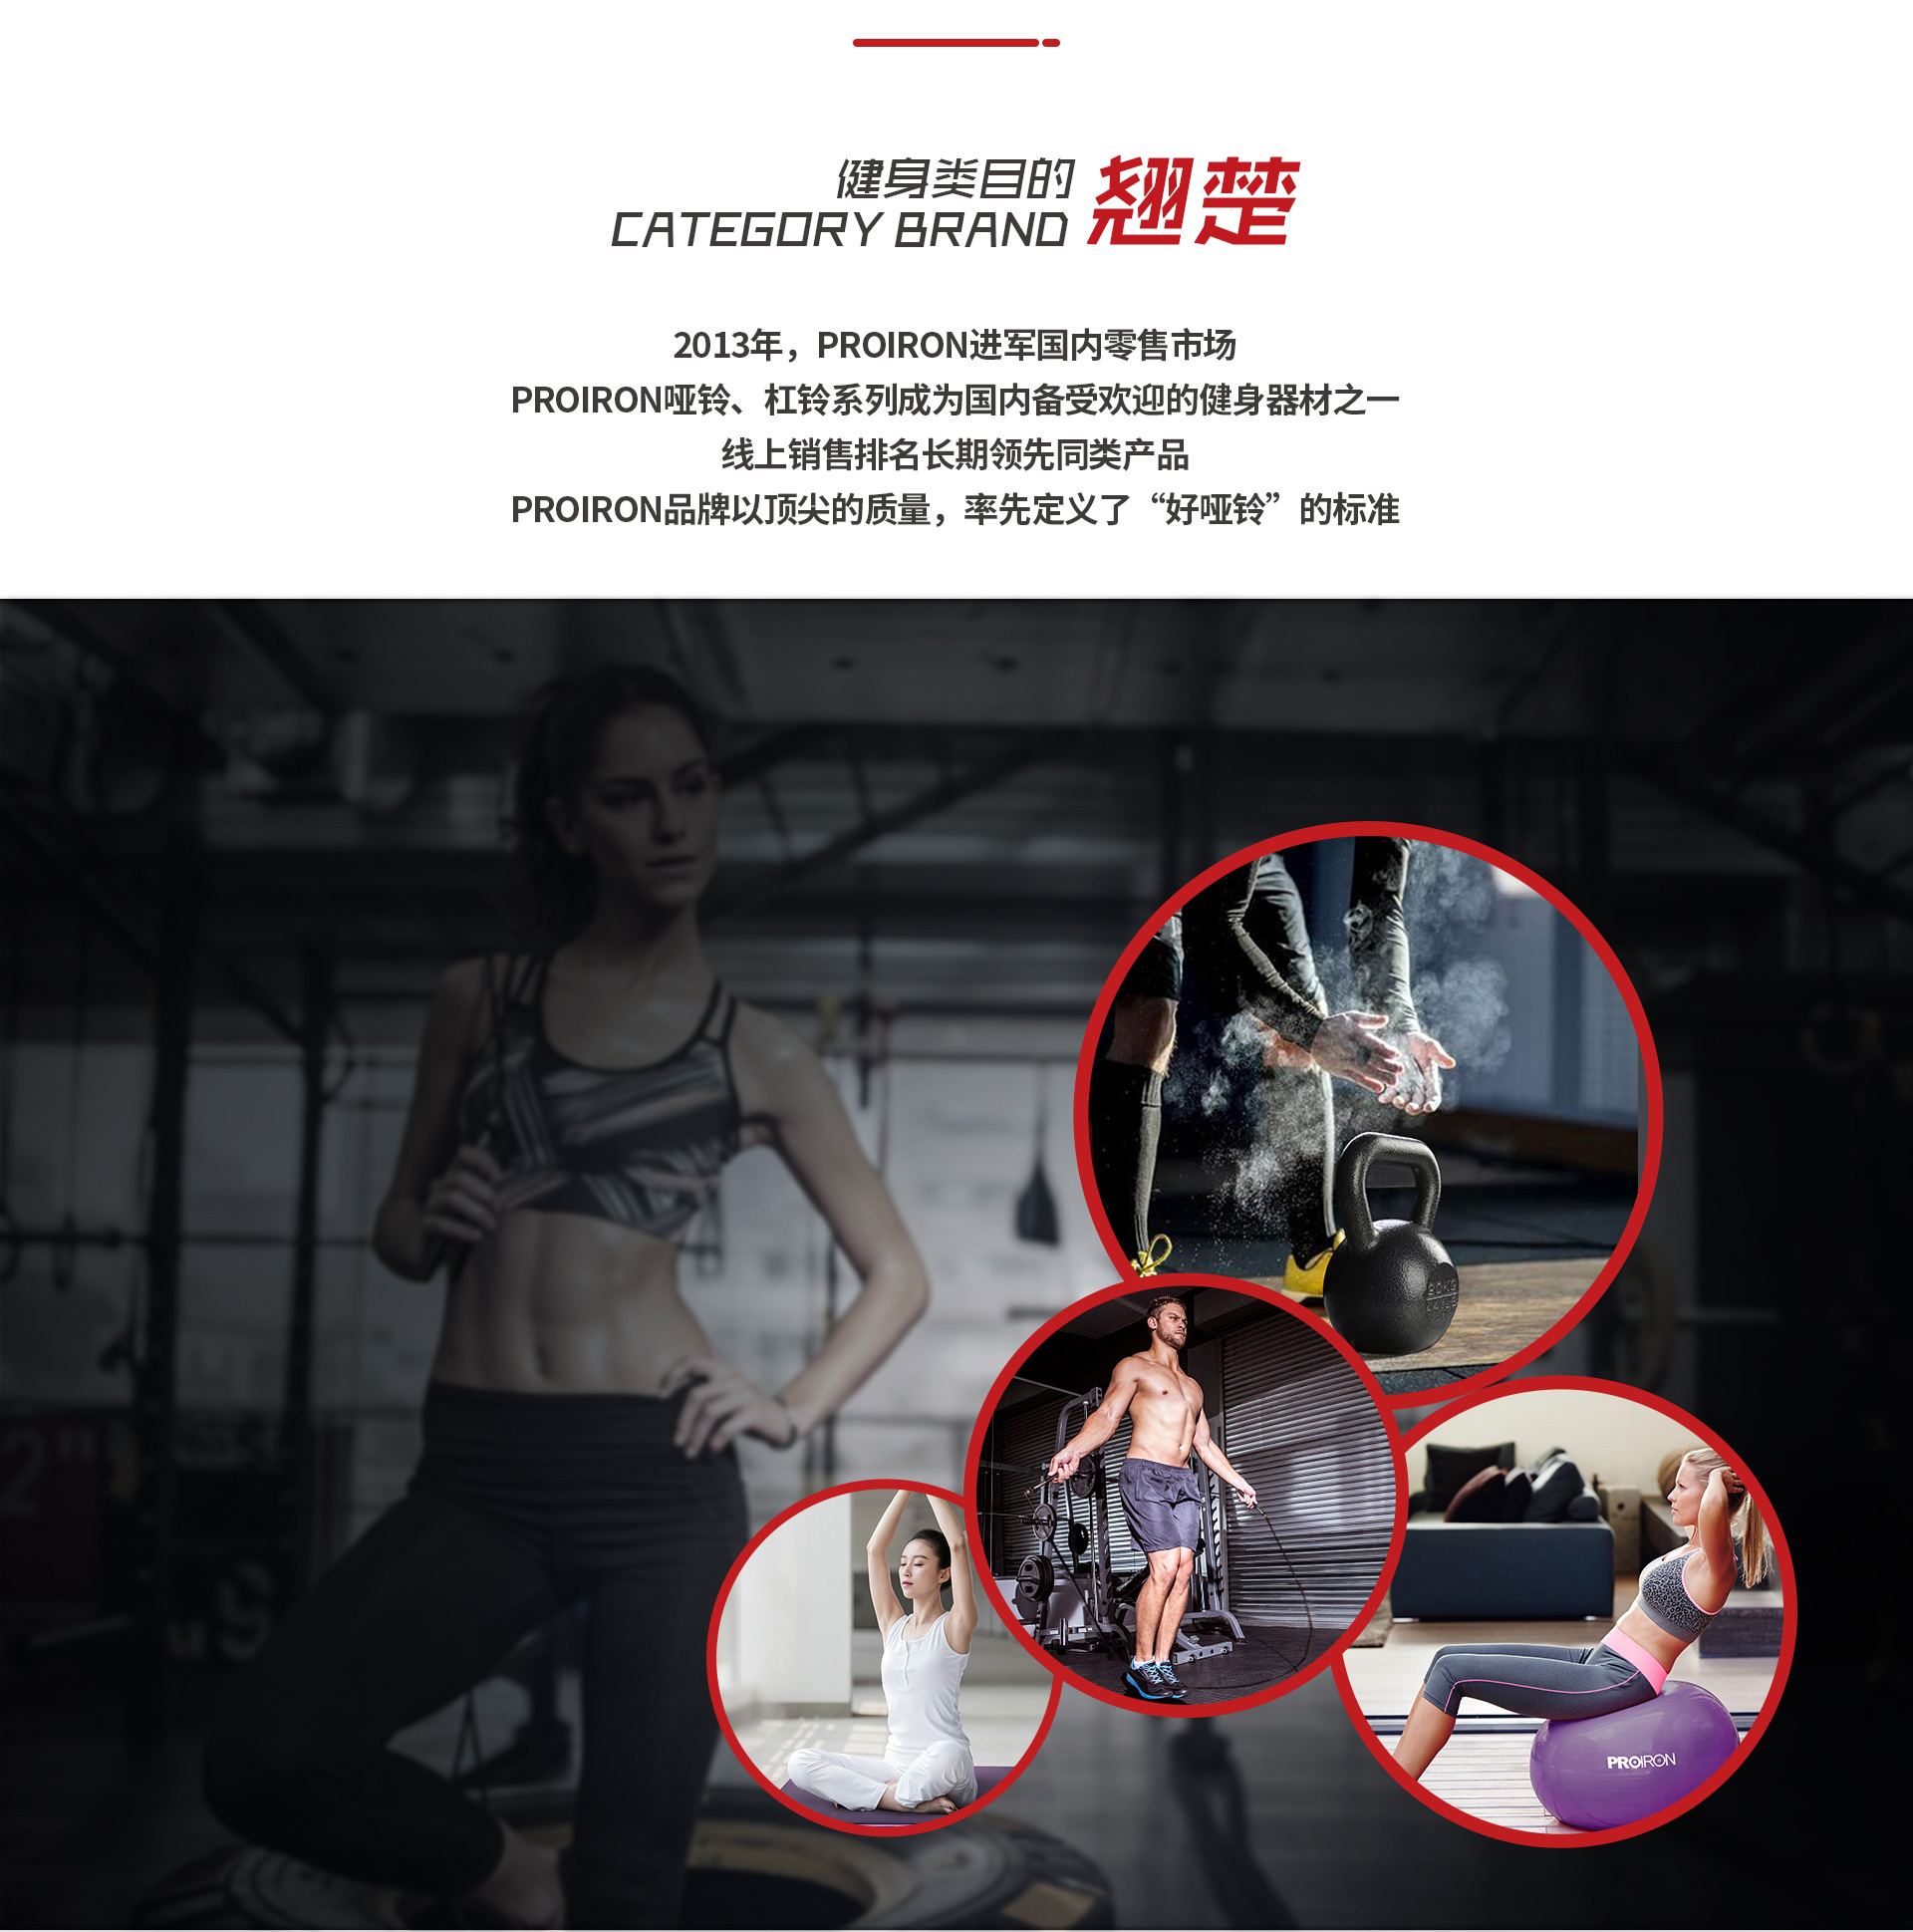 健身类目的 翘楚
CATEGORY BRAND
2013年，PROIRON进军国内零售市场
PROIRON哑铃、杠铃系列成为国内备受欢迎的健身器材之一
线上销售排名长期领先同类产品
PROIRON品牌以顶尖的质量，率先定义了“好哑铃”的标准
PROIRON